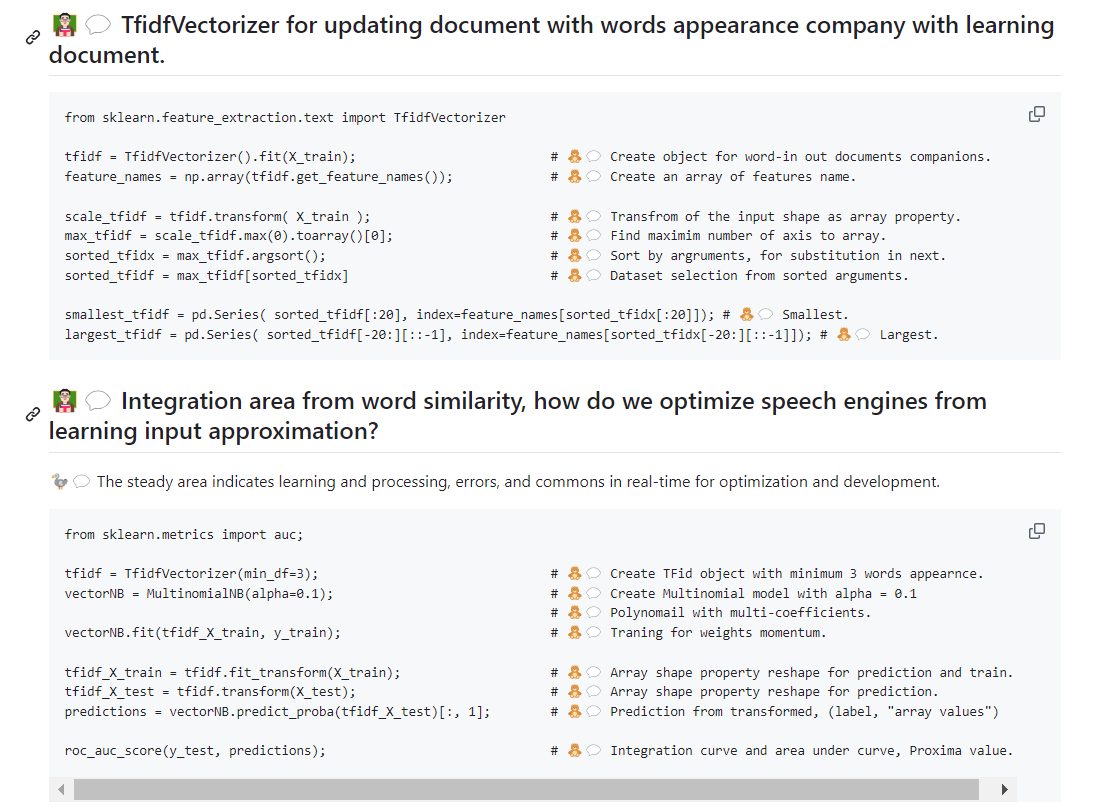 TfidfVectorizer for updating document with words appearance company with learning
document.
from sklearn.feature_extraction.text import TfidfVectorizer
tfidf = TfidfVectorizer().fit(X_train); # Create object for word-in out documents companions.
feature_names = np.array(tfidf.get_feature_names()); # Create an array of features name.
scale_tfidf = tfidf.transform( X_train ); # Transfrom of the input shape as array property.
max_tfidf = scale_tfidf.max(0).toarray()[0]; # Find maximim number of axis to array.
sorted_tfidx = max_tfidf.argsort(); # Sort by argruments, for substitution in next.
sorted_tfidf = max_tfidf[sorted_tfidx] # Dataset selection from sorted arguments.
smallest_tfidf = pd.Series( sorted_tfidf[:20], index=feature_names[sorted_tfidx[:20]]); # Smallest.
largest_tfidf = pd.Series( sorted_tfidf[-20:][::-1], index=feature_names[sorted_tfidx[-20:][::-1]]); # Largest.
Integration area from word similarity, how do we optimize speech engines from
learning input approximation?
The steady area indicates learning and processing, errors, and commons in real-time for optimization and development.
from sklearn.metrics import auc;
tfidf = TfidfVectorizer(min_df=3); # Create TFid object with minimum 3 words appearnce.
vectorNB = MultinomialNB(alpha=0.1); # Create Multinomial model with alpha = 0.1
# Polynomail with multi-coefficients.
vectorNB.fit(tfidf_X_train, y_train); # Traning for weights momentum.
tfidf_X_train = tfidf.fit_transform(X_train); # Array shape property reshape for prediction and train.
tfidf_X_test = tfidf.transform(X_test); # Array shape property reshape for prediction.
predictions = vectorNB.predict_proba(tfidf_X_test)[:, 1]; # Prediction from transformed, (label, "array values")
roc_auc_score(y_test, predictions); # Integration curve and area under curve, Proxima value.